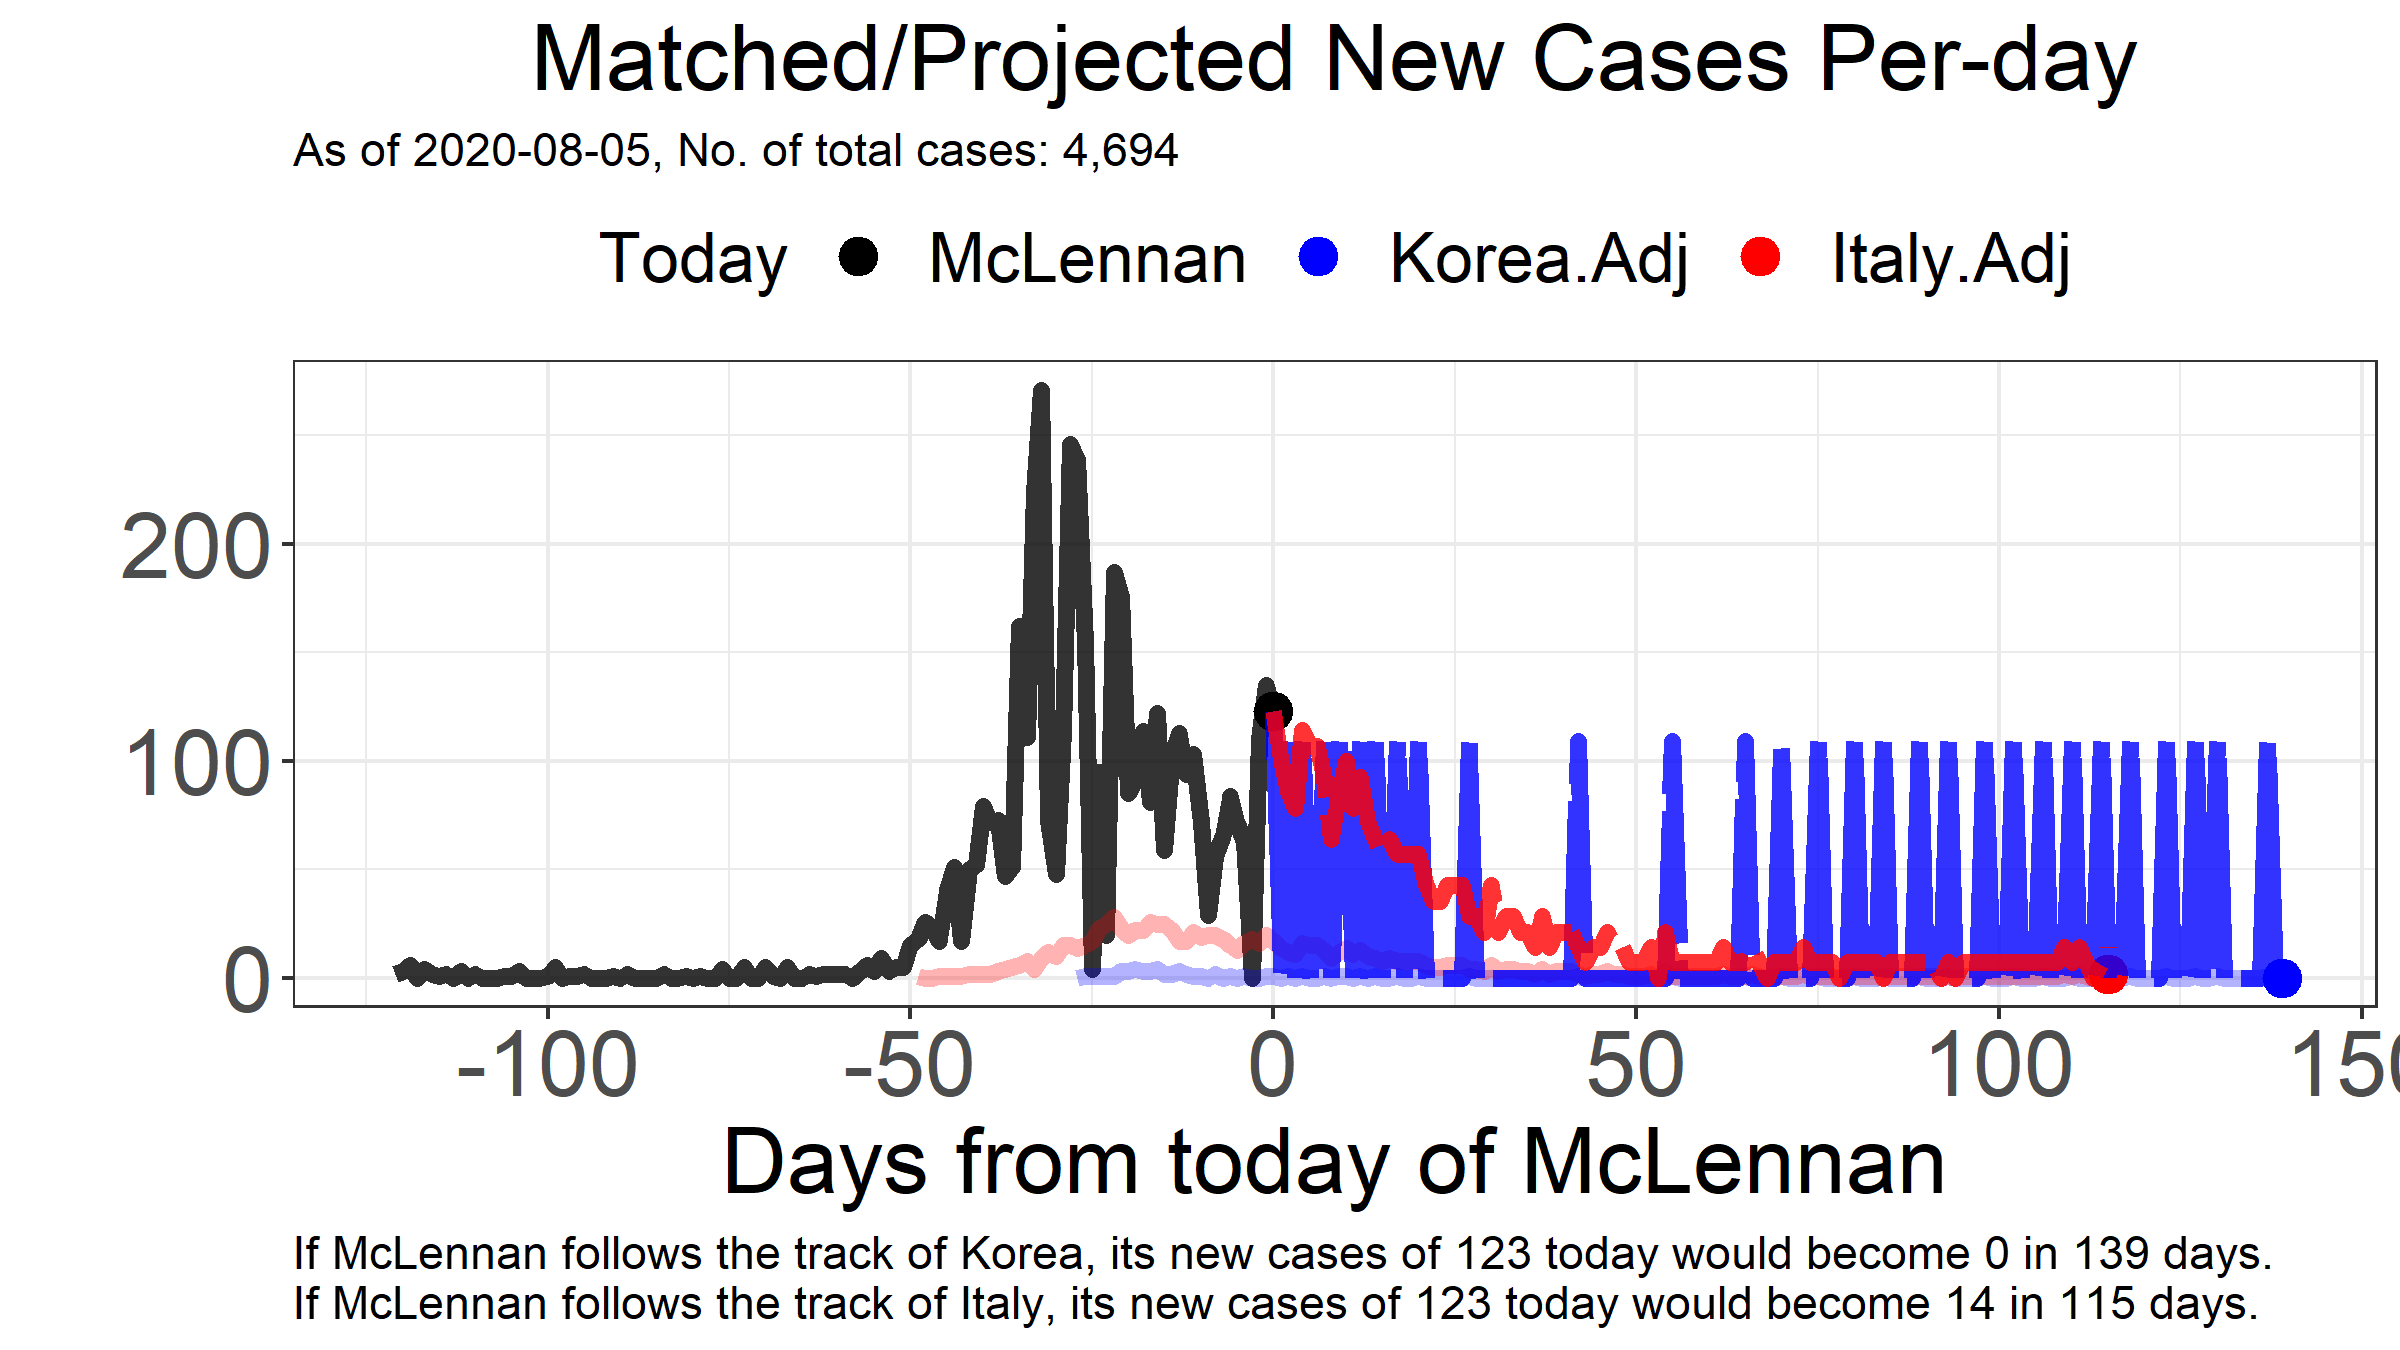 Matched/Projected New Cases Per-day
As of 2020-08-05, No. of total cases: 4,694
Today McLennan Korea.Adj Italy.Adj
200
100
0
-100 -50 0 50 100 150
Days from today of McLennan
If McLennan follows the track of Korea, its new cases of 123 today would become 0 in 139 days.
If McLennan follows the track of Italy, its new cases of 123 today would become 14 in 115 days.